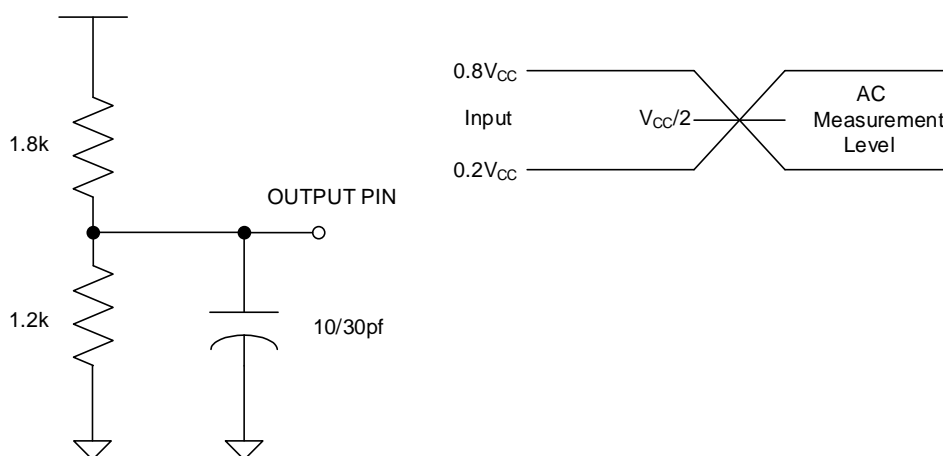 1.8k
OUTPUT PIN
1.2k
10/30pf
0.8VCC
Input
VCC/2
0.2VCC
AC
Measurement
Level